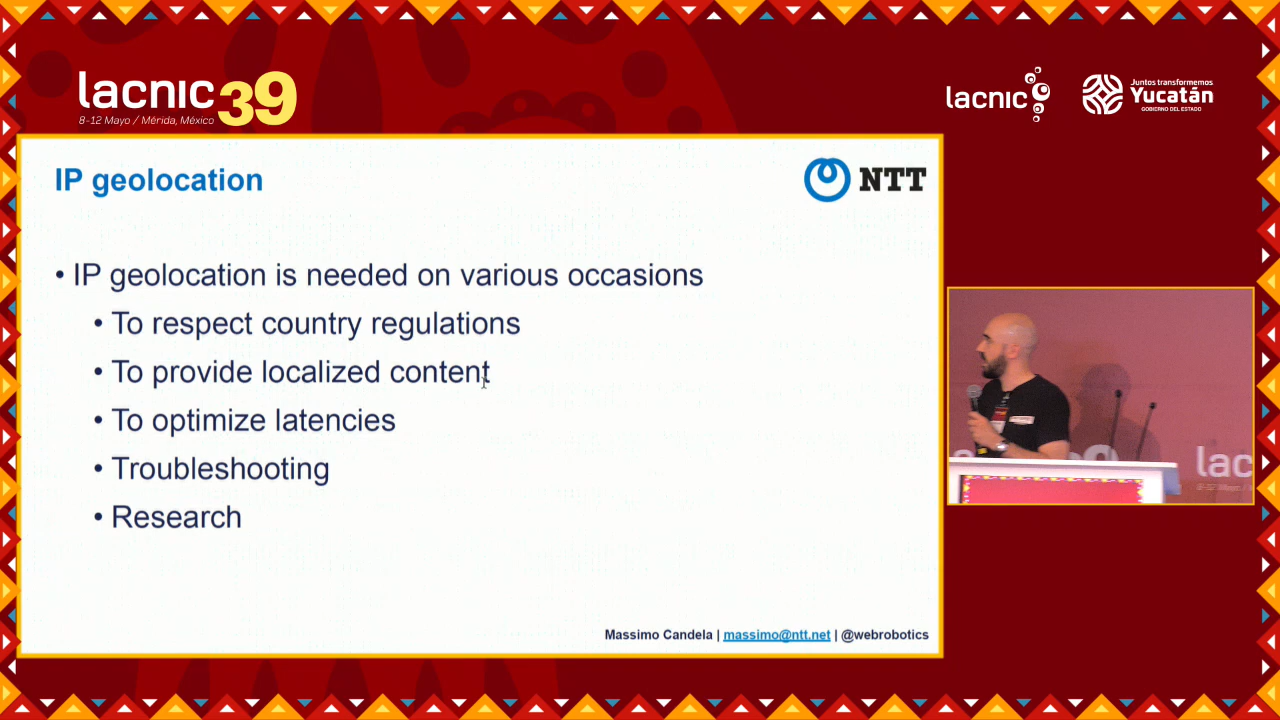 lacnic 39
8-12 Mayo / Mérida, México
lacnic
Juntos transformemos
Yucatán
GOBIERNO DEL ESTADO
IP geolocation
NTT
• IP geolocation is needed on various occasions
• To respect country regulations
• To provide localized content
• To optimize latencies
• Troubleshooting
• Research
Massimo Candela | massimo@ntt.net | @webrobotics
lac